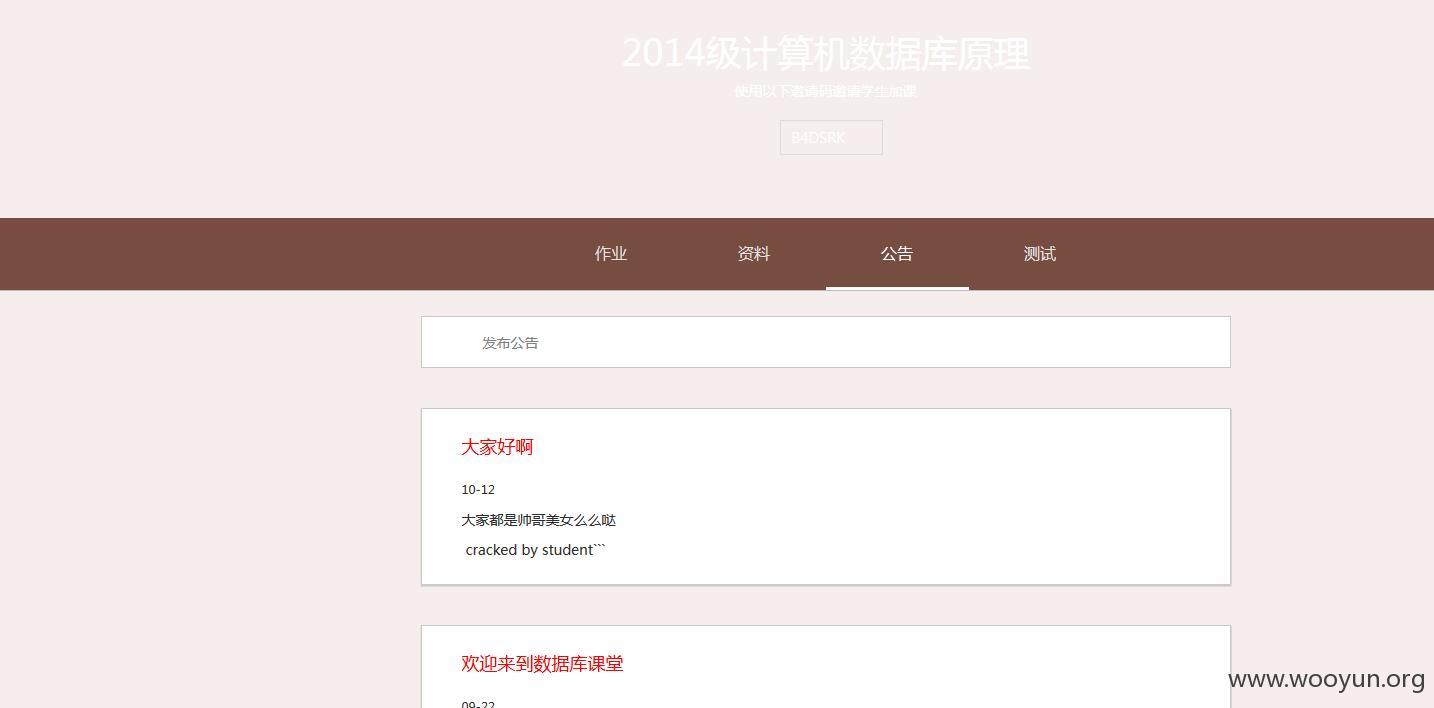 2014级计算机数据库原理
使用以下邀请码邀请学生加课
B4DSRK
作业 资料 公告 测试
发布公告
大家好啊
10-12
大家都是帅哥美女么么哒
cracked by student```
欢迎来到数据库课堂
09-22
www.wooyun.org